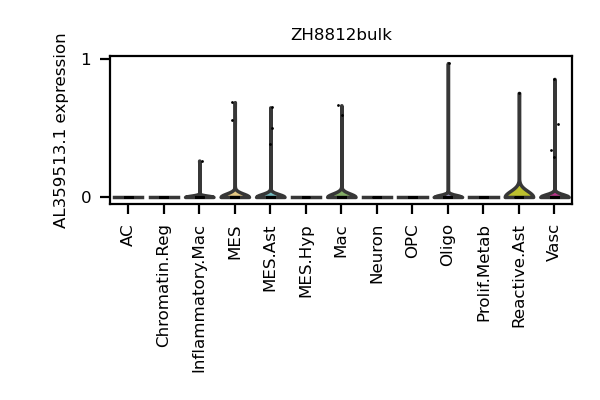 ZH8812bulk
AL359513.1 expression
1
0
AC
Chromatin.Reg
Inflammatory.Mac
MES
MES.Ast
MES.Hyp
Mac
Neuron
OPC
Oligo
Prolif.Metab
Reactive.Ast
Vasc